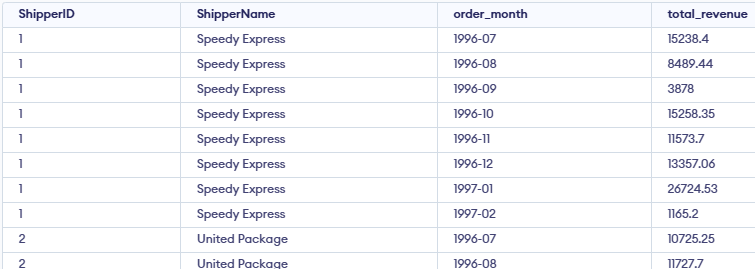 ShipperID ShipperName order_month total_revenue
1 Speedy Express 1996-07 15238.4
1 Speedy Express 1996-08 8489.44
1 Speedy Express 1996-09 3878
1 Speedy Express 1996-10 15258.35
1 Speedy Express 1996-11 11573.7
1 Speedy Express 1996-12 13357.06
1 Speedy Express 1997-01 26724.53
1 Speedy Express 1997-02 1165.2
2 United Package 1996-07 10725.25
2 United Package 1996-08 11727.7